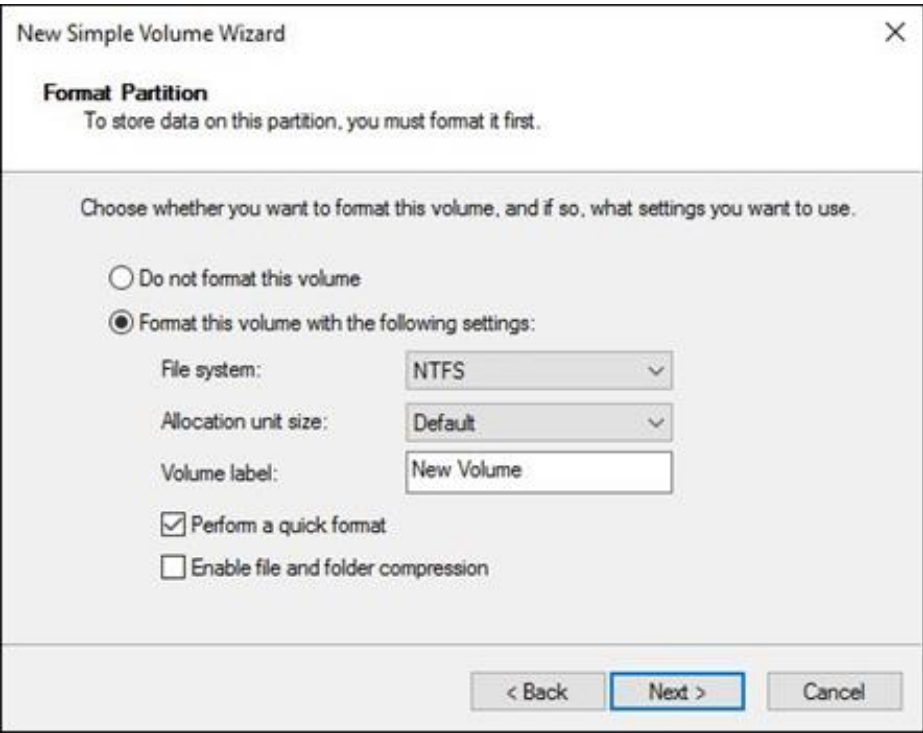 New Simple Volume Wizard
Format Partition
To store data on this partition, you must format it first.
Choose whether you want to format this volume, and if so, what settings you want to use.
Do not format this volume
Format this volume with the following settings:
File system: NTFS
Allocation unit size: Default
Volume label: New Volume
Perform a quick format
Enable file and folder compression
< Back Next > Cancel